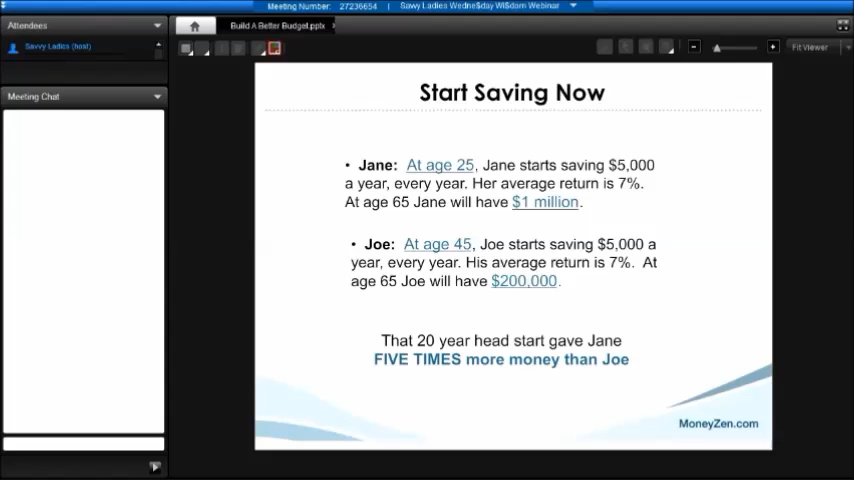 Meeting Number: 27236654 | Savvy Ladies Wedne$day WI$dam Webinar
Attendees
Build A Better Budget.pptx
Savvy Ladies (host)
Fit Viewer
Meeting Chat
Start Saving Now
• Jane: At age 25, Jane starts saving $5,000
a year, every year. Her average return is 7%.
At age 65 Jane will have $1 million.
• Joe: At age 45, Joe starts saving $5,000 a
year, every year. His average return is 7%. At
age 65 Joe will have $200,000.
That 20 year head start gave Jane
FIVE TIMES more money than Joe
MoneyZen.com